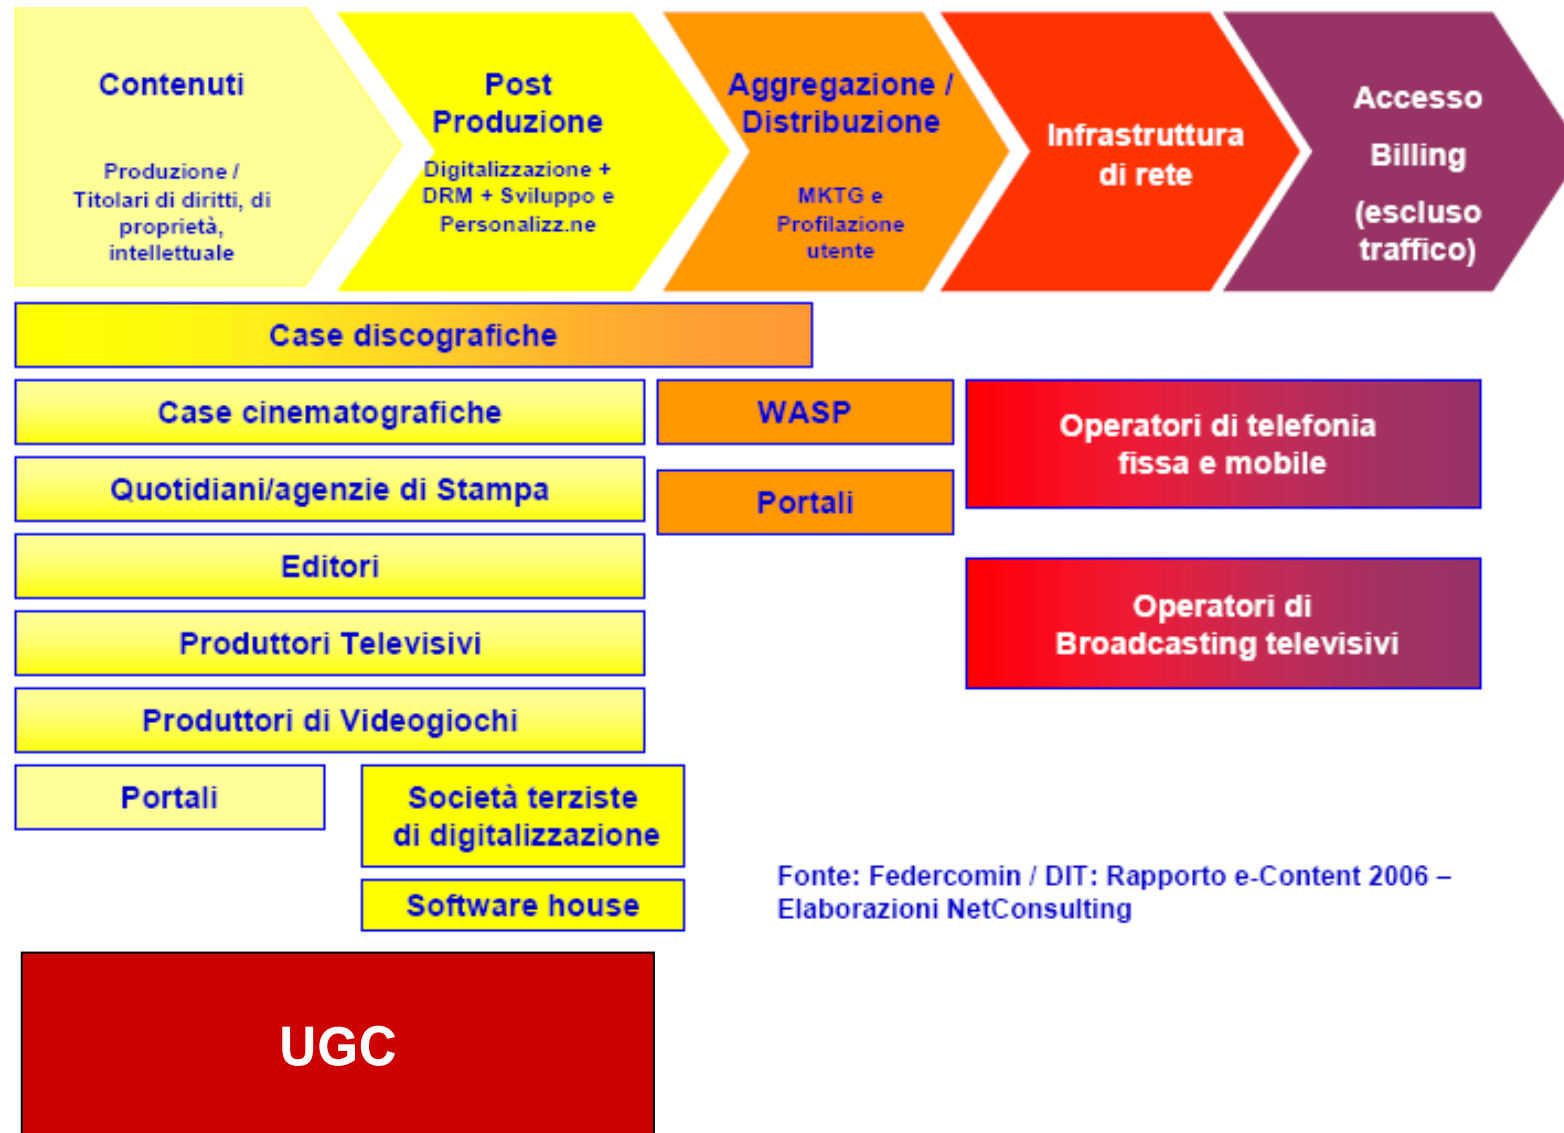 Contenuti
Produzione /
Titolari di diritti, di
proprietà,
intellettuale
Post
Produzione
Digitalizzazione +
DRM + Sviluppo e
Personalizz.ne
Aggregazione /
Distribuzione
MKTG e
Profilazione
utente
Infrastruttura
di rete
Accesso
Billing
(escluso
traffico)
Case discografiche
Case cinematografiche
WASP
Operatori di telefonia
fissa e mobile
Quotidiani/agenzie di Stampa
Portali
Editori
Operatori di
Broadcasting televisivi
Produttori Televisivi
Produttori di Videogiochi
Portali
Società terziste
di digitalizzazione
Software house
Fonte: Federcomin / DIT: Rapporto e-Content 2006 –
Elaborazioni NetConsulting
UGC